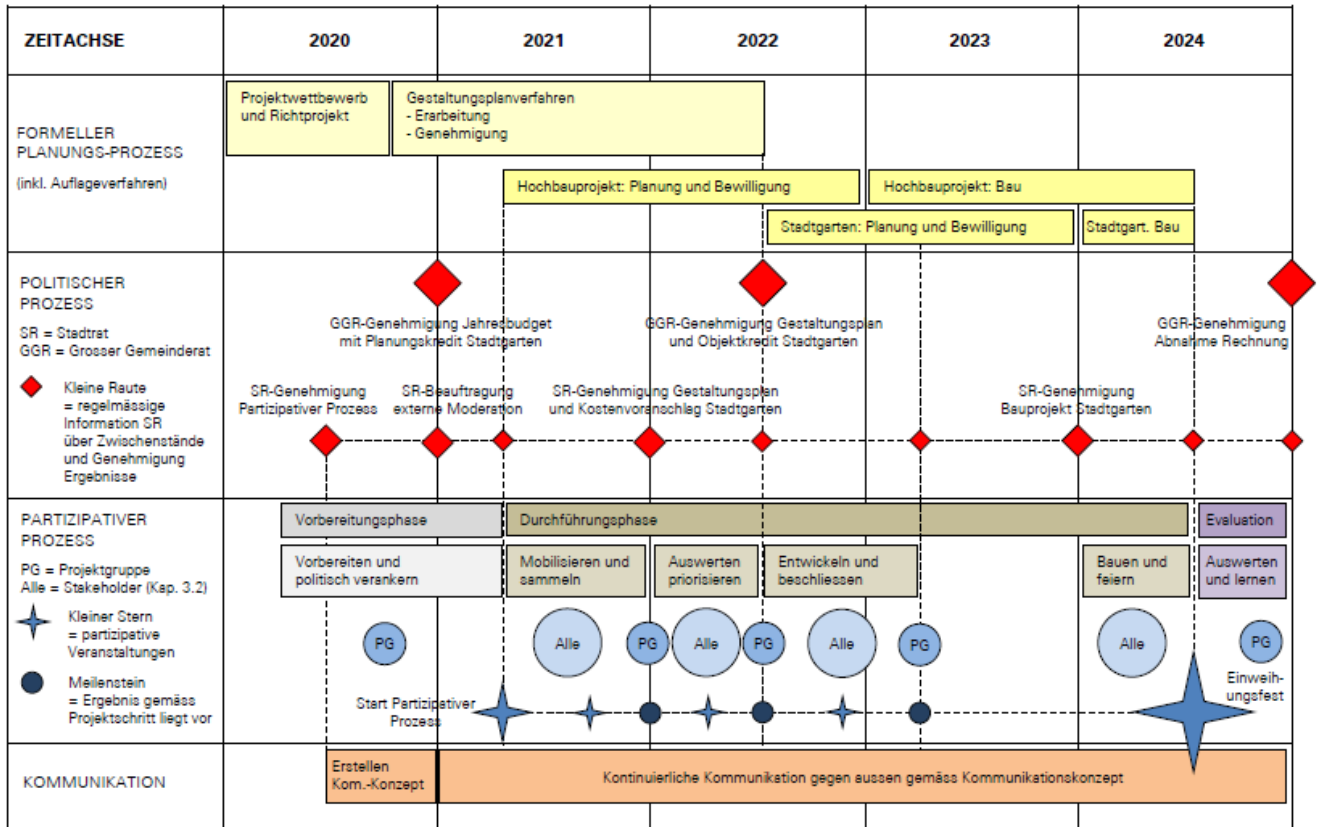 ZEITACHSE
2020
2021
2022
2023
2024
FORMELLER
PLANUNGS-PROZESS
(inkl. Auflageverfahren)
Projektwettbewerb
und Richtprojekt
Gestaltungsplanverfahren
- Erarbeitung
- Genehmigung
Hochbauprojekt: Planung und Bewilligung
Hochbauprojekt: Bau
Stadtgarten: Planung und Bewilligung
Stadtgart. Bau
POLITISCHER
PROZESS
SR = Stadtrat
GGR = Grosser Gemeinderat
Kleine Raute
= regelmässige
Information SR
über Zwischenstände
und Genehmigung
Ergebnisse
GGR-Genehmigung Jahresbudget
mit Planungskredit Stadtgarten
GGR-Genehmigung Gestaltungsplan
und Objektkredit Stadtgarten
GGR-Genehmigung
Abnahme Rechnung
SR-Genehmigung
Partizipativer Prozess
SR-Beauftragung
externe Moderation
SR-Genehmigung Gestaltungsplan
und Kostenvoranschlag Stadtgarten
SR-Genehmigung
Bauprojekt Stadtgarten
PARTIZIPATIVER
PROZESS
PG = Projektgruppe
Alle = Stakeholder (Kap. 3.2)
Kleiner Stern
= partizipative
Veranstaltungen
Meilenstein
= Ergebnis gemäss
Projektschritt liegt vor
Vorbereitungsphase
Durchführungsphase
Evaluation
Vorbereiten und
politisch verankern
Mobilisieren und
sammeln
Auswerten
priorisieren
Entwickeln und
beschliessen
Bauen und
feiern
Auswerten
und lernen
PG
Alle
PG
Alle
PG
Alle
PG
Alle
PG
Start Partizipativer
Prozess
Einweih-
ungsfest
KOMMUNIKATION
Erstellen
Kom.-Konzept
Kontinuierliche Kommunikation gegen aussen gemäss Kommunikationskonzept